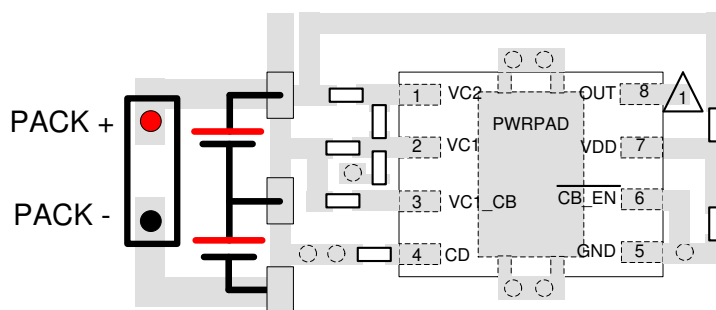 PACK +
PACK -
1 VC2
2 VC1
3 VC1_CB
4 CD
PWRPAD
OUT 8
VDD 7
CB_EN 6
GND 5
1